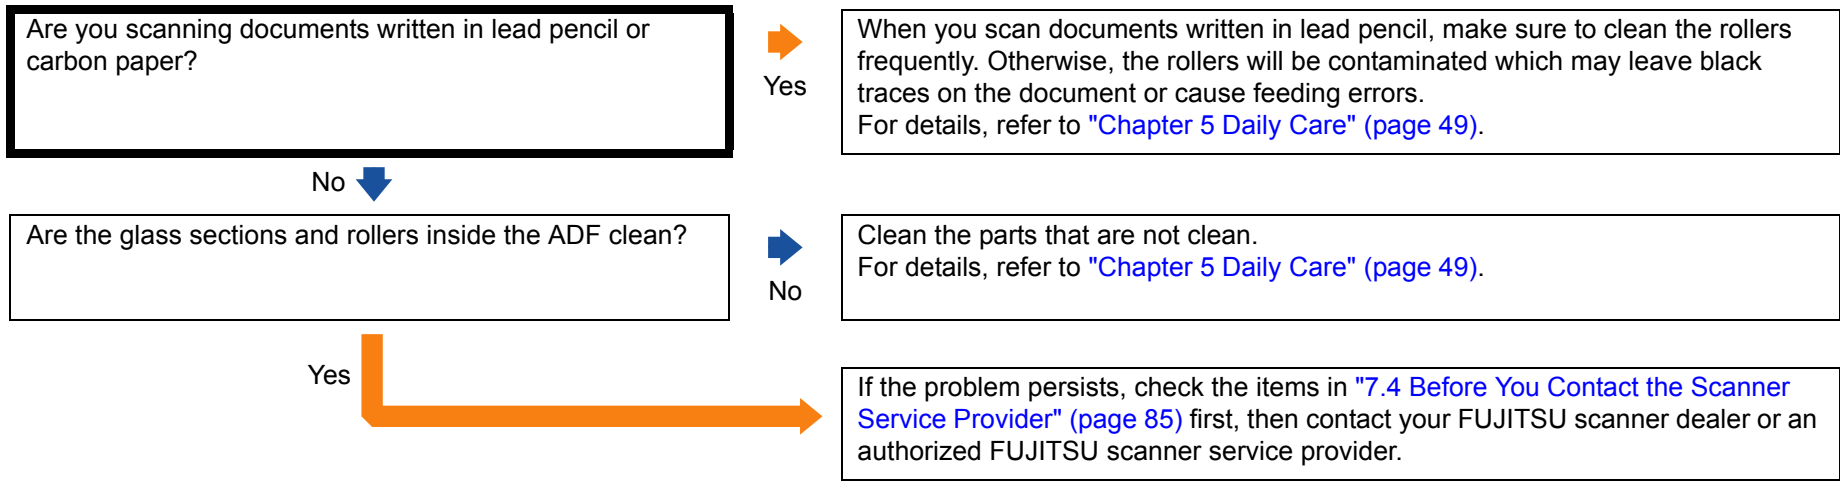 Are you scanning documents written in lead pencil or
carbon paper?
Yes
When you scan documents written in lead pencil, make sure to clean the rollers
frequently. Otherwise, the rollers will be contaminated which may leave black
traces on the document or cause feeding errors.
For details, refer to "Chapter 5 Daily Care" (page 49).
No
Are the glass sections and rollers inside the ADF clean?
No
Clean the parts that are not clean.
For details, refer to "Chapter 5 Daily Care" (page 49).
Yes
If the problem persists, check the items in "7.4 Before You Contact the Scanner
Service Provider" (page 85) first, then contact your FUJITSU scanner dealer or an
authorized FUJITSU scanner service provider.